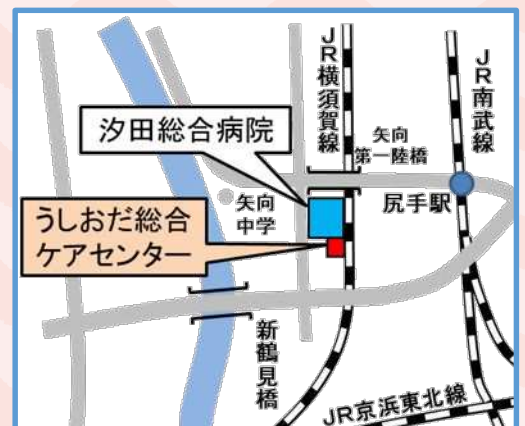 JR横須賀線
JR南武線
汐田総合病院
矢向
第一陸橋
うしおだ総合
ケアセンター
矢向
中学
尻手駅
新鶴見橋
JR京浜東北線